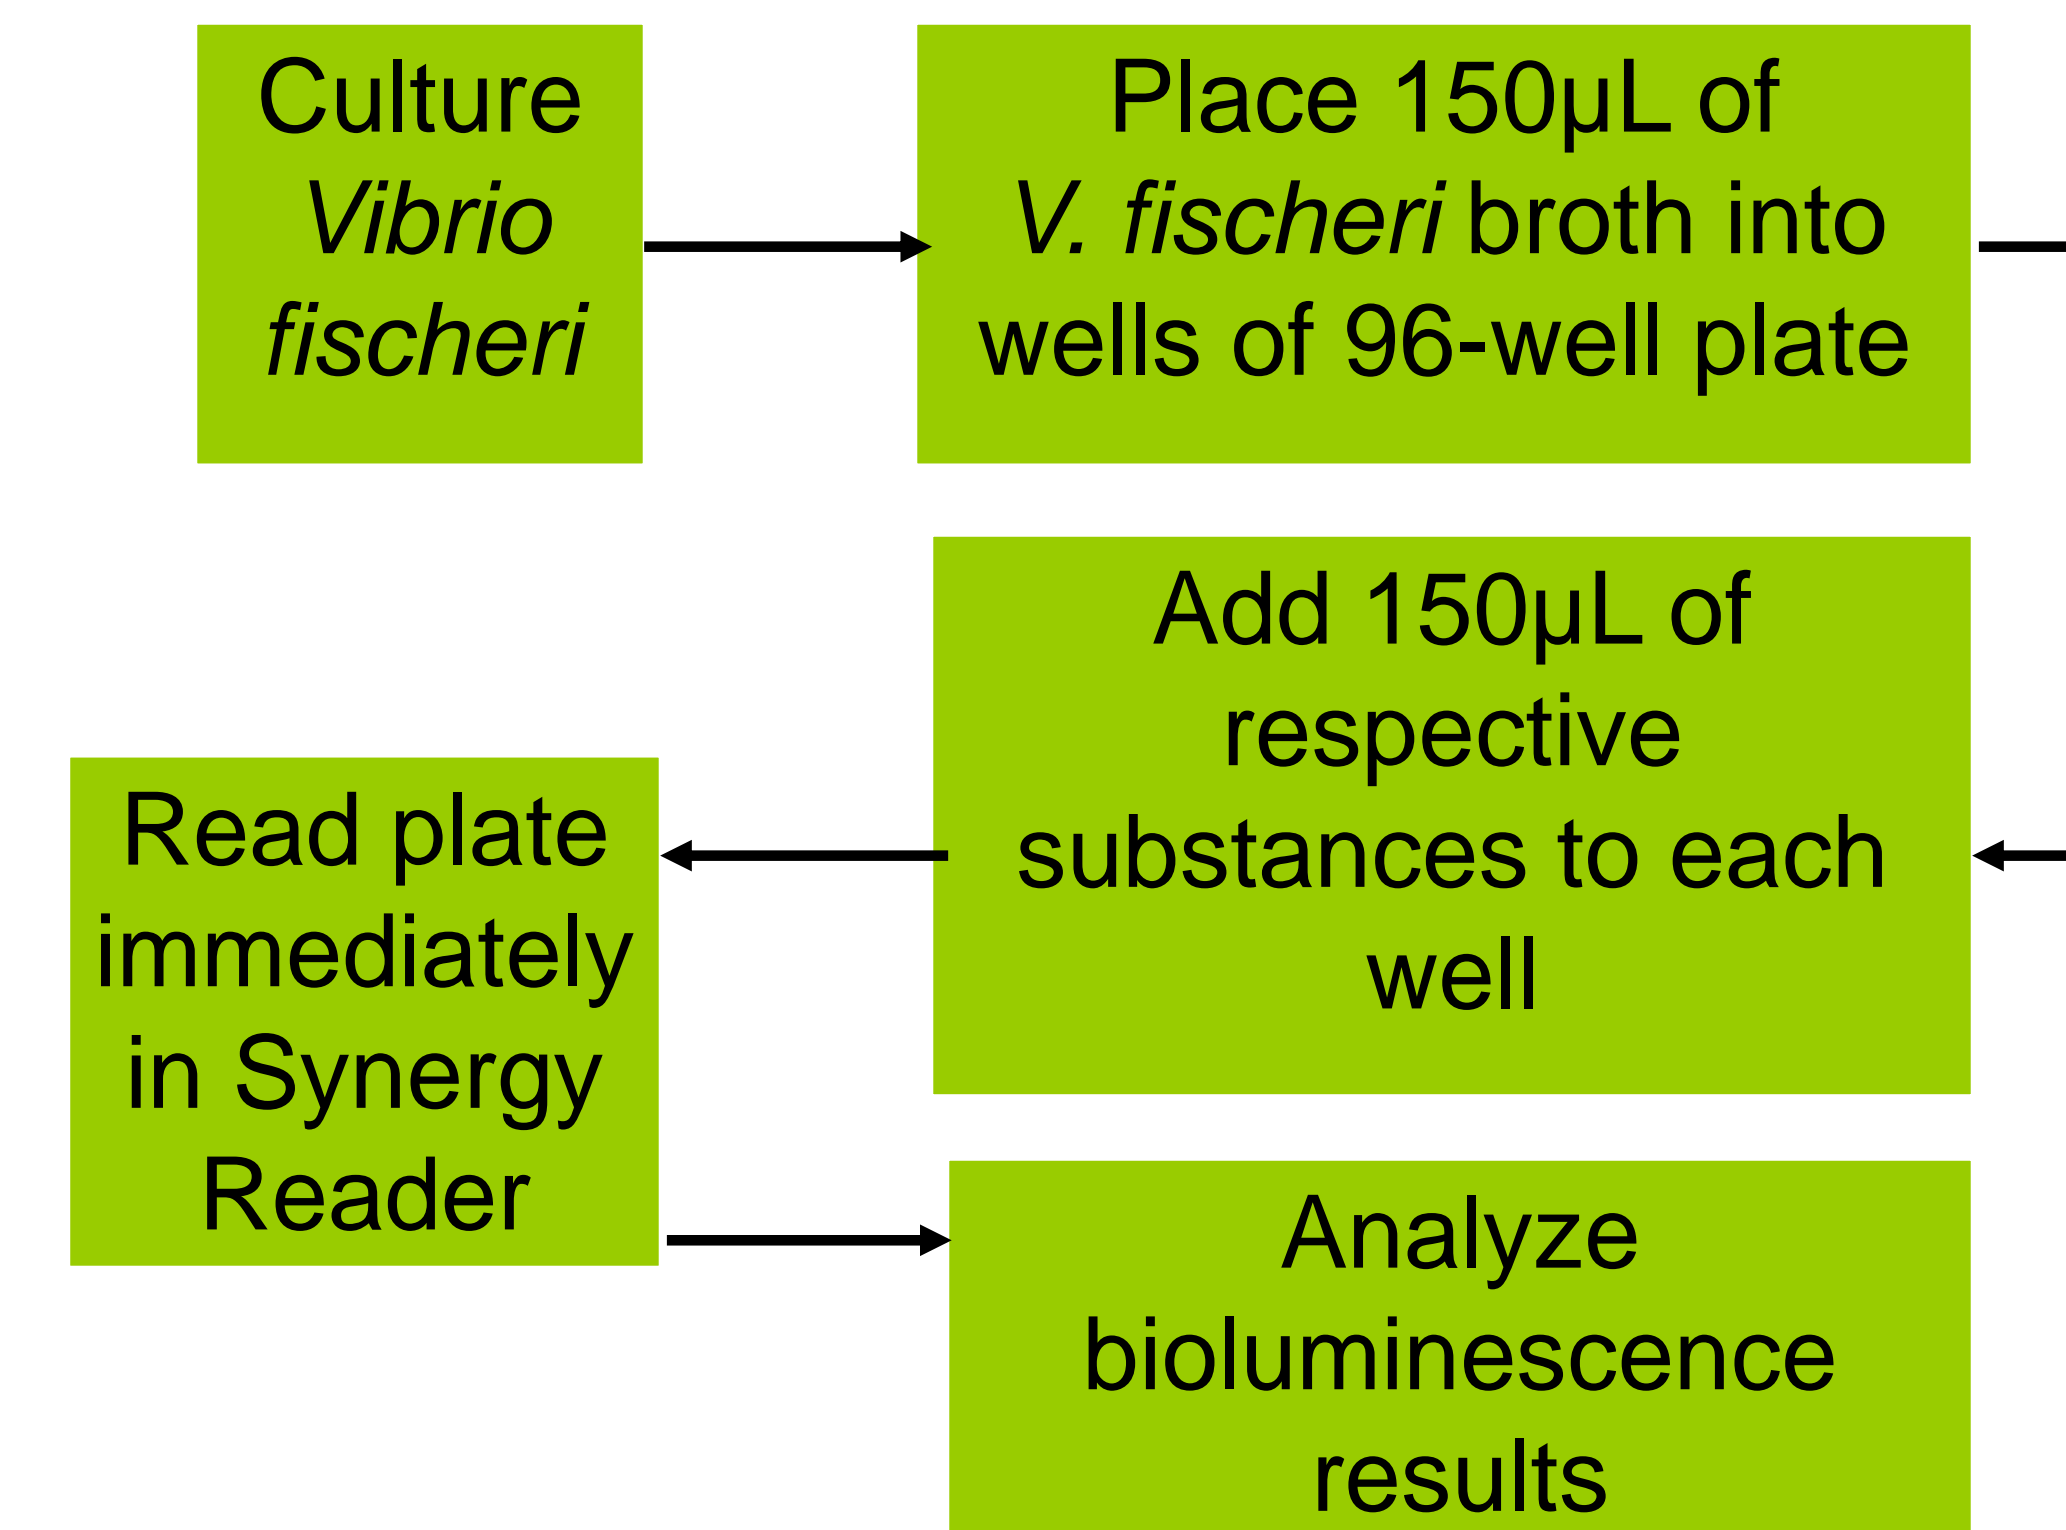 Culture
Vibrio
fischeri
Place 150µL of
V. fischeri broth into
wells of 96-well plate
Add 150µL of
respective
substances to each
well
Read plate
immediately
in Synergy
Reader
Analyze
bioluminescence
results